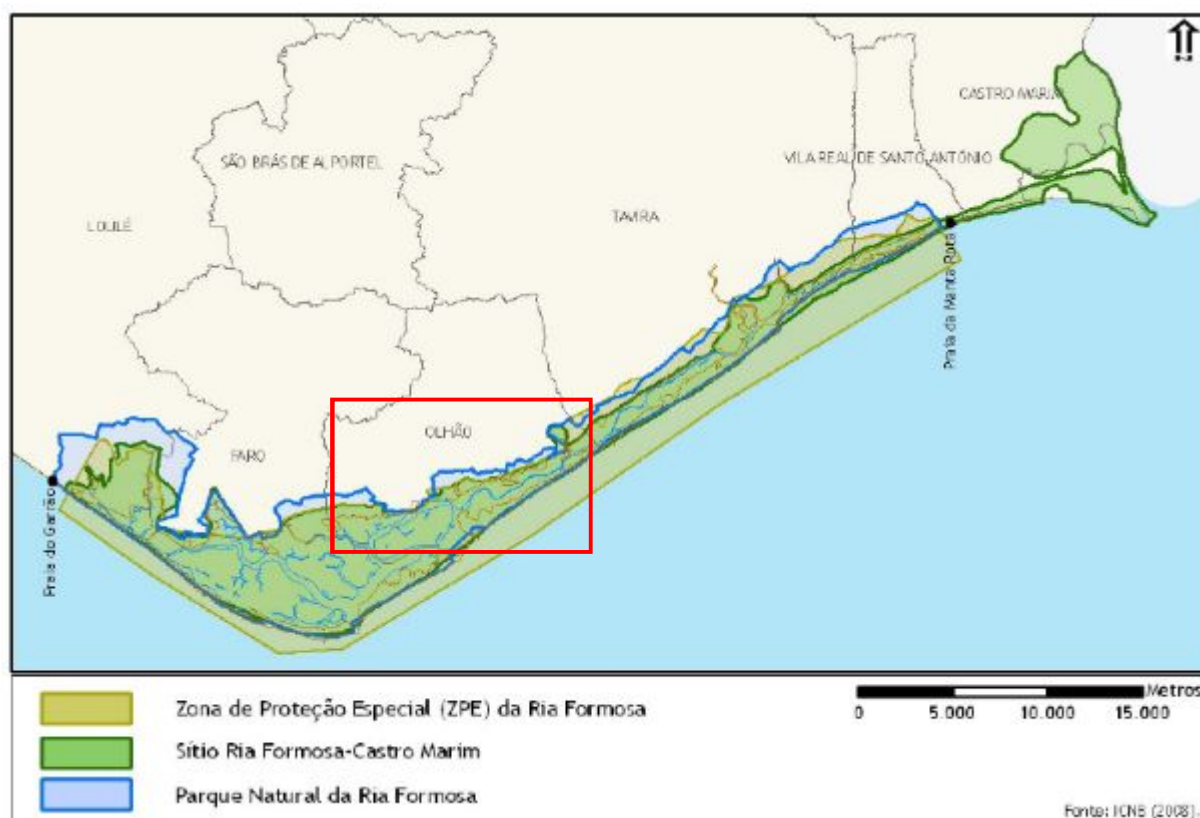 CASTRO MARIM
SÃO BRÁS DE ALPORTEL
VILA REAL DE SANTO ANTÓNIO
LOULÉ
TAVIRA
Praia da Manta Rota
OLHÃO
FARO
Praia do Garrão
Zona de Proteção Especial (ZPE) da Ria Formosa
Sítio Ria Formosa-Castro Marim
Parque Natural da Ria Formosa
Metros
0 5.000 10.000 15.000
Fonte: ICNB (2008).